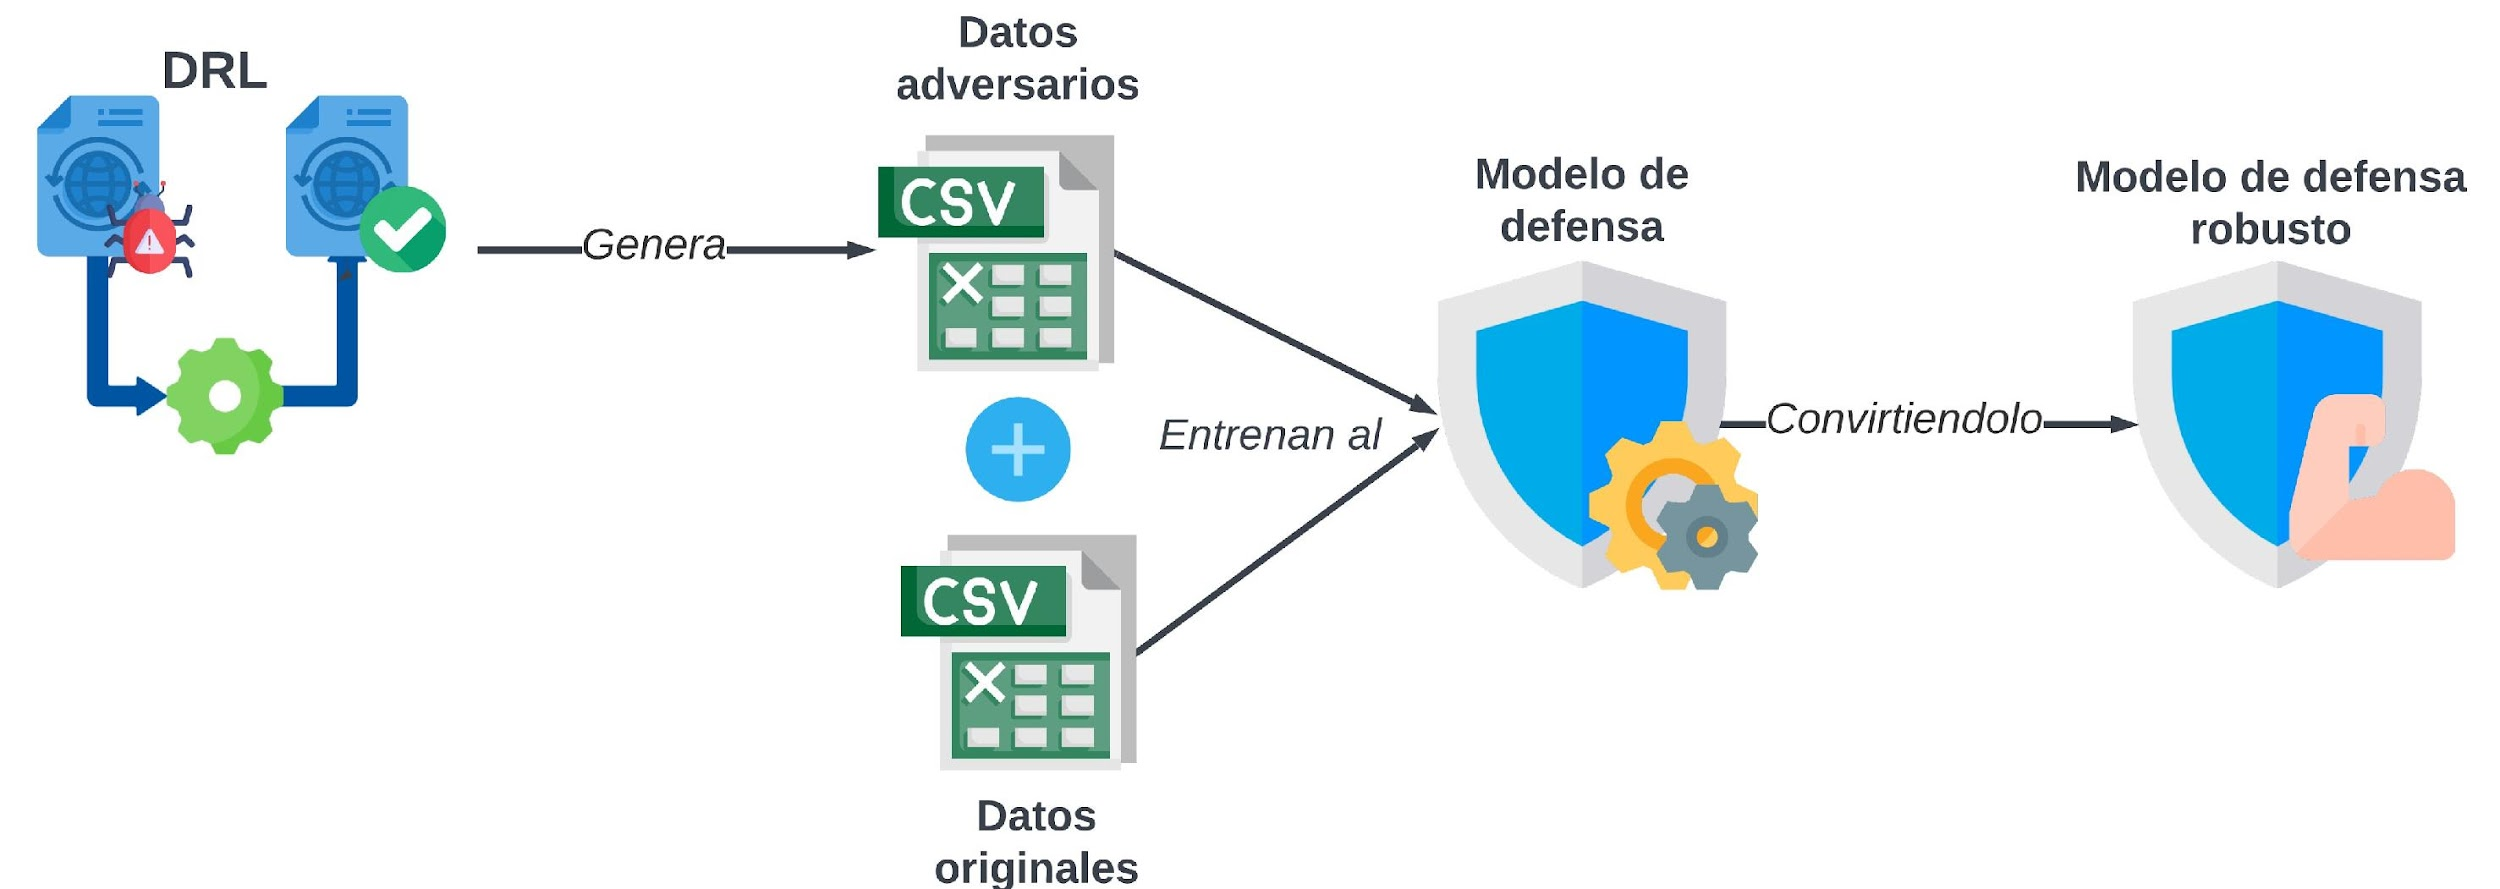 DRL
Genera
Datos
adversarios
CSV
CSV
Datos
originales
Entrenan al
Modelo de
defensa
Convirtiendolo
Modelo de defensa
robusto